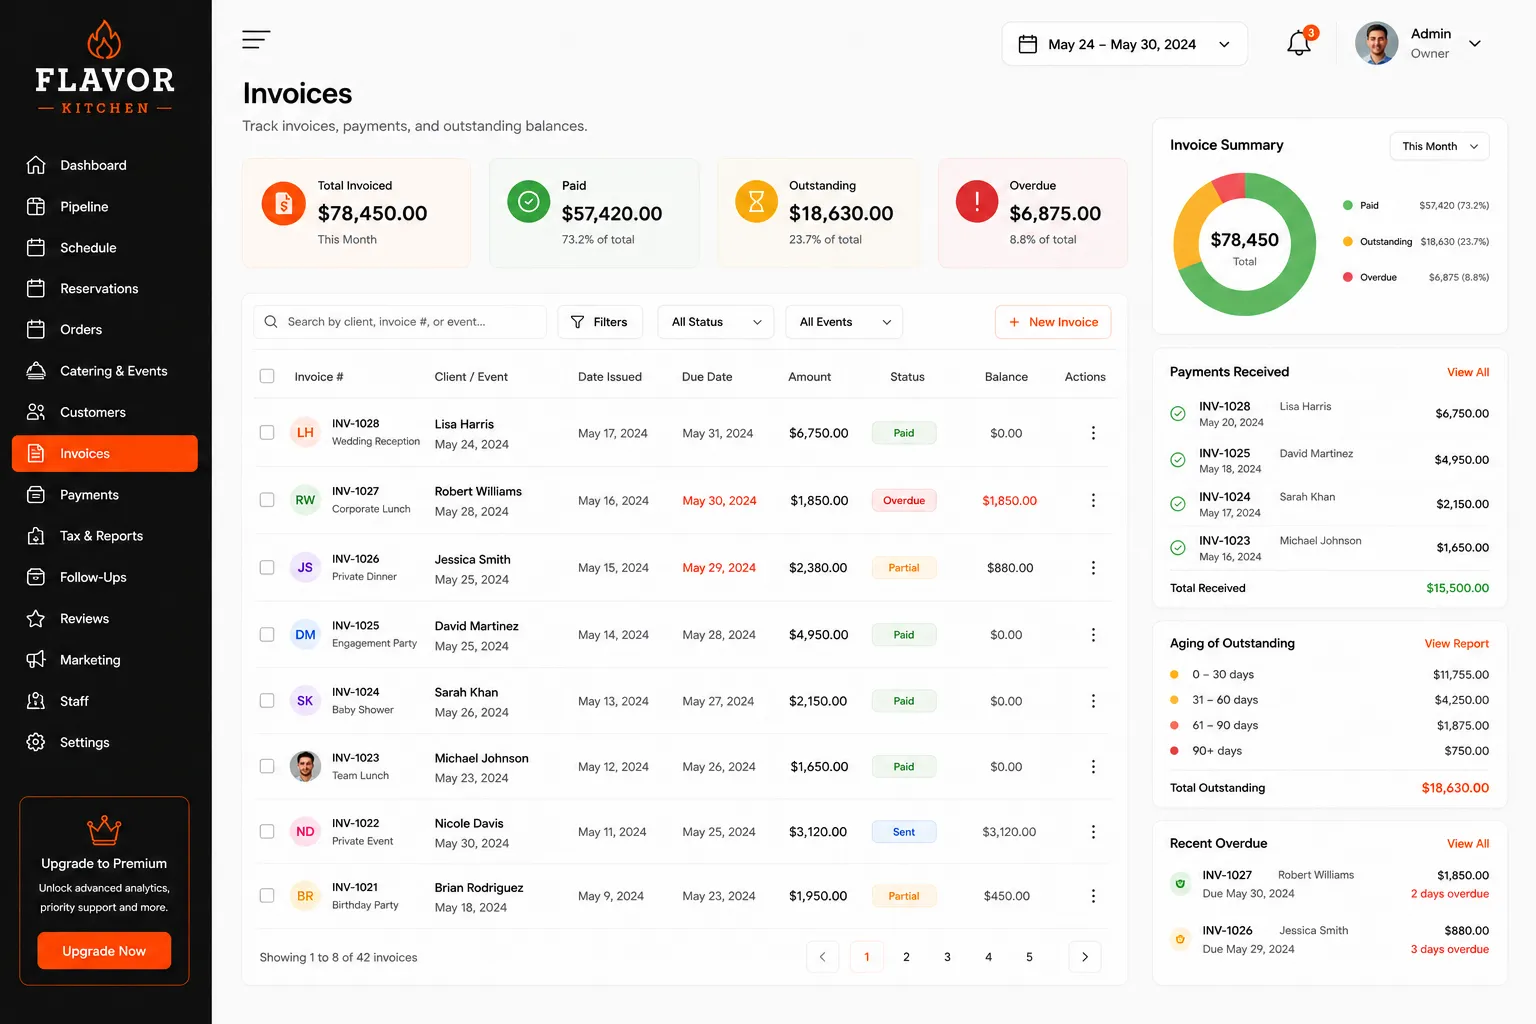 FLAVOR
KITCHEN
Dashboard
Pipeline
Schedule
Reservations
Orders
Catering & Events
Customers
Invoices
Payments
Tax & Reports
Follow-Ups
Reviews
Marketing
Staff
Settings
Upgrade to Premium
Unlock advanced analytics,
priority support and more.
Upgrade Now
May 24 – May 30, 2024
3
Admin
Owner
Invoices
Track invoices, payments, and outstanding balances.
Total Invoiced
$78,450.00
This Month
Paid
$57,420.00
73.2% of total
Outstanding
$18,630.00
23.7% of total
Overdue
$6,875.00
8.8% of total
Search by client, invoice #, or event...
Filters
All Status
All Events
+ New Invoice
Invoice # Client / Event Date Issued Due Date Amount Status Balance Actions
LH INV-1028 Wedding Reception Lisa Harris May 24, 2024 May 17, 2024 May 31, 2024 $6,750.00 Paid $0.00
RW INV-1027 Corporate Lunch Robert Williams May 28, 2024 May 16, 2024 May 30, 2024 $1,850.00 Overdue $1,850.00
JS INV-1026 Private Dinner Jessica Smith May 25, 2024 May 15, 2024 May 29, 2024 $2,380.00 Partial $880.00
DM INV-1025 Engagement Party David Martinez May 25, 2024 May 14, 2024 May 28, 2024 $4,950.00 Paid $0.00
SK INV-1024 Baby Shower Sarah Khan May 26, 2024 May 13, 2024 May 27, 2024 $2,150.00 Paid $0.00
INV-1023 Team Lunch Michael Johnson May 23, 2024 May 12, 2024 May 26, 2024 $1,650.00 Paid $0.00
ND INV-1022 Private Event Nicole Davis May 30, 2024 May 11, 2024 May 25, 2024 $3,120.00 Sent $3,120.00
BR INV-1021 Birthday Party Brian Rodriguez May 18, 2024 May 9, 2024 May 23, 2024 $1,950.00 Partial $450.00
Showing 1 to 8 of 42 invoices
1 2 3 4 5
Invoice Summary
This Month
$78,450
Total
Paid $57,420 (73.2%)
Outstanding $18,630 (23.7%)
Overdue $6,875 (8.8%)
Payments Received
View All
INV-1028 Lisa Harris $6,750.00
May 20, 2024
INV-1025 David Martinez $4,950.00
May 18, 2024
INV-1024 Sarah Khan $2,150.00
May 17, 2024
INV-1023 Michael Johnson $1,650.00
May 16, 2024
Total Received $15,500.00
Aging of Outstanding
View Report
0 – 30 days $11,755.00
31 – 60 days $4,250.00
61 – 90 days $1,875.00
90+ days $750.00
Total Outstanding $18,630.00
Recent Overdue
View All
INV-1027 Robert Williams $1,850.00
Due May 30, 2024 2 days overdue
INV-1026 Jessica Smith $880.00
Due May 29, 2024 3 days overdue